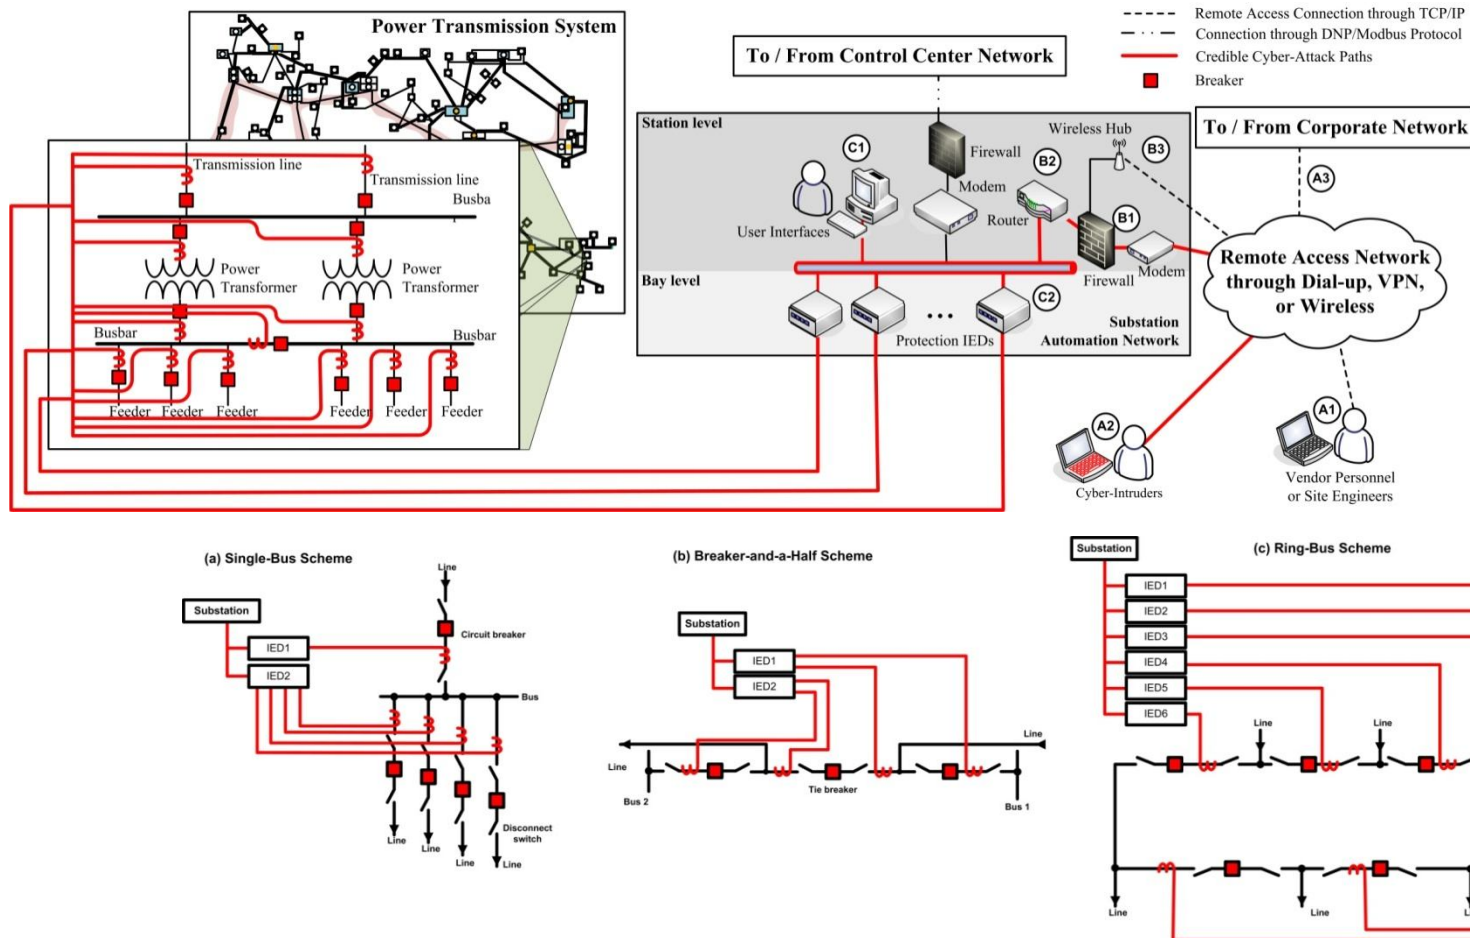 Power Transmission System
Remote Access Connection through TCP/IP
Connection through DNP/Modbus Protocol
Credible Cyber-Attack Paths
Breaker
To / From Control Center Network
To / From Corporate Network
Station level
Wireless Hub
B3
C1
Firewall
B2
Modem
Router
B1
User Interfaces
A3
Bay level
Firewall
Modem
C2
Remote Access Network
through Dial-up, VPN,
or Wireless
Substation
Automation Network
Protection IEDs
Transmission line
Transmission line
Busba
Power
Transformer
Power
Transformer
Busbar
Busbar
Feeder
Feeder
Feeder
Feeder
Feeder
Feeder
A2
A1
Cyber-Intruders
Vendor Personnel
or Site Engineers
(a) Single-Bus Scheme
Line
Substation
Circuit breaker
IED1
IED2
Bus
Disconnect
switch
Line
Line
Line
Line
(b) Breaker-and-a-Half Scheme
Substation
IED1
IED2
Line
Line
Tie breaker
Bus 2
Bus 1
(c) Ring-Bus Scheme
Substation
IED1
IED2
IED3
IED4
IED5
IED6
Line
Line
Line
Line
Line